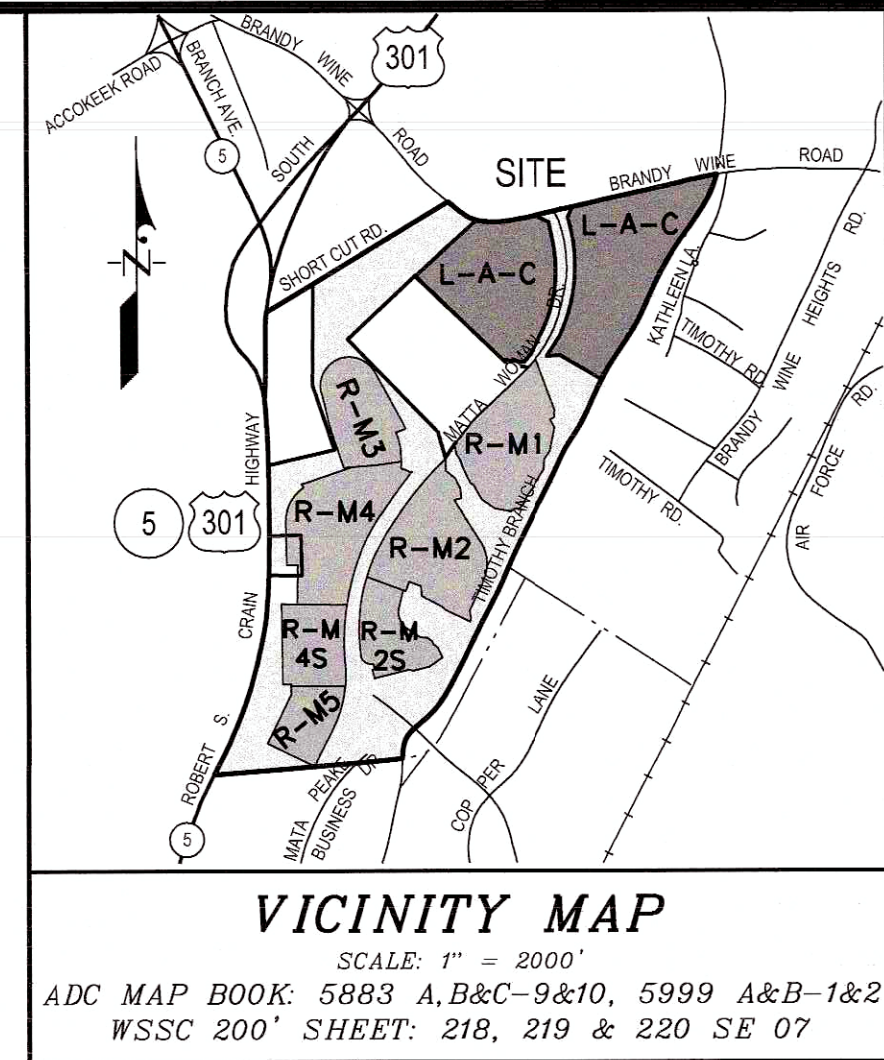 BRANDY WINE ROAD
301
ACCOKEEK ROAD
BRANCH AVE.
5
SOUTH
SITE
BRANDY WINE ROAD
SHORT CUT RD.
L-A-C
L-A-C
MATTA WOMAN DR.
KATHLEEN LA.
TIMOTHY RD.
BRANDY WINE HEIGHTS RD.
R-M3
R-M1
TIMOTHY RD.
AIR FORCE RD.
HIGHWAY
5
301
R-M4
R-M2
TIMOTHY BRANCH
CRAIN
R-M
4S
R-M
2S
R-M5
ROBERT S.
5
MATA PEAKE
BUSINESS DR
COP PER LANE
N
VICINITY MAP
SCALE: 1" = 2000'
ADC MAP BOOK: 5883 A,B&C-9&10, 5999 A&B-1&2
WSSC 200' SHEET: 218, 219 & 220 SE 07